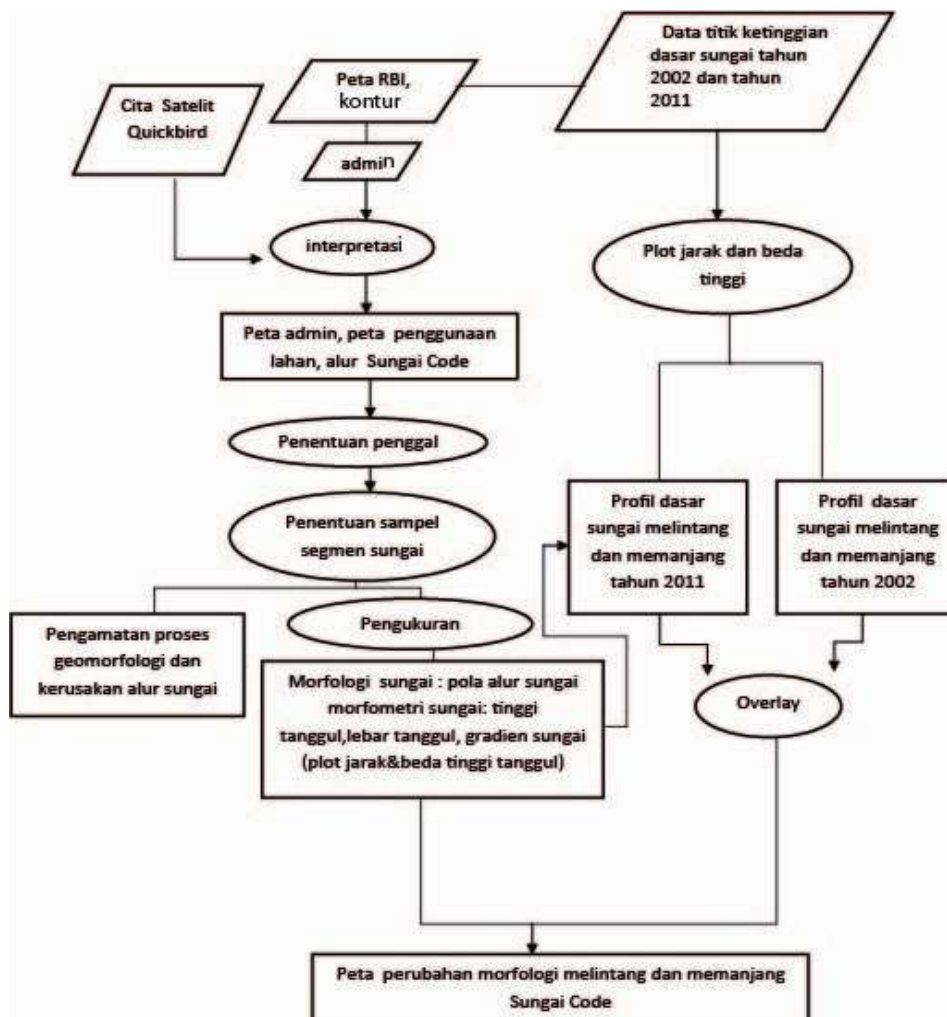 Data titik ketinggian
dasar sungai tahun
2002 dan tahun
2011
Peta RBI,
kontur
Cita Satelit
Quickbird
admin
interpretasi
Plot jarak dan beda
tinggi
Peta admin, peta penggunaan
lahan, alur Sungai Code
Penentuan penggal
Penentuan sampel
segmen sungai
Profil dasar
sungai melintang
dan memanjang
tahun 2011
Profil dasar
sungai melintang
dan memanjang
tahun 2002
Pengamatan proses
geomorfologi dan
kerusakan alur sungai
Pengukuran
Morfologi sungai : pola alur sungai
morfometri sungai: tinggi
tanggul,lebar tanggul, gradien sungai
(plot jarak&beda tinggi tanggul)
Overlay
Peta perubahan morfologi melintang dan memanjang
Sungai Code